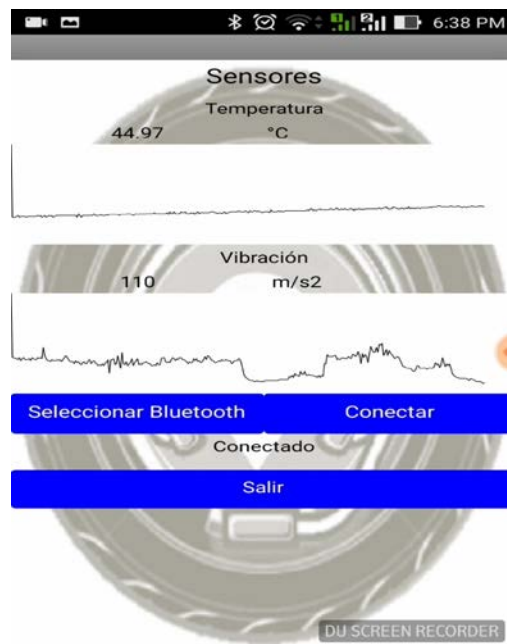 6:38 PM
Sensores
Temperatura
44.97 °C
Vibración
110 m/s2
Seleccionar Bluetooth Conectar
Conectado
Salir
DU SCREEN RECORDER